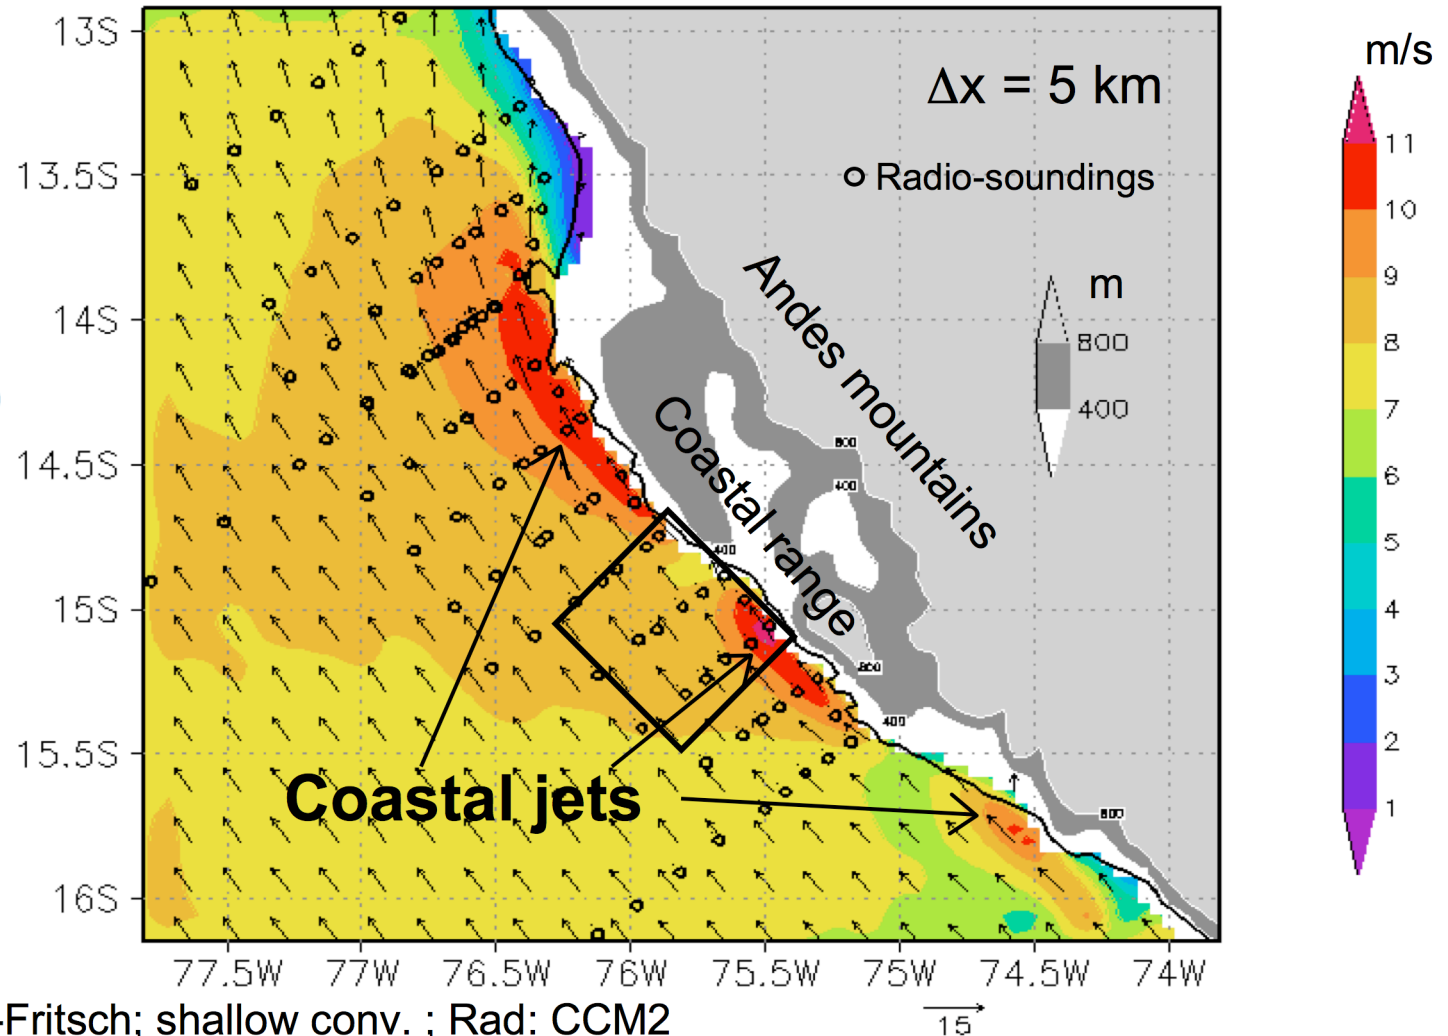 m/s
Δx = 5 km
Radio-soundings
13S
13.5S
14S
14.5S
15S
15.5S
16S
m
800
400
Andes mountains
Coastal range
800
400
400
800
400
800
Coastal jets
11
10
9
8
7
6
5
4
3
2
1
77.5W
77W
76.5W
76W
75.5W
75W
74.5W
74W
-Fritsch; shallow conv. ; Rad: CCM2
15